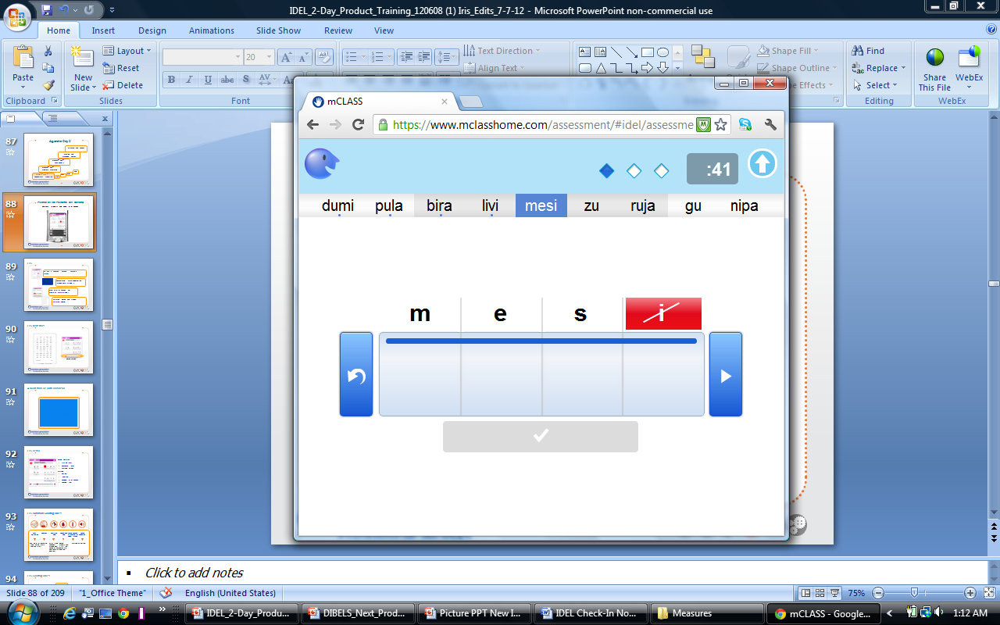 IDEL_2-Day_Product_Training_120608 (1) Iris_Edits_7-7-12 - Microsoft PowerPoint non-commercial use
Home Insert Design Animations Slide Show Review View
Paste
New Slide
Layout
Reset
Delete
20
B I U abc S AV
Text Direction
Align Text
Shape Fill
Shape Outline
Effects
Find
Replace
Select
Share This File
WebEx
Clipboard Slides Font Editing WebEx
mCLASS
https://www.mclasshome.com/assessment/#idel/assessme
:41
dumi pula bira livi mesi zu ruja gu nipa
m e s i
87
88
89
90
91
92
93
94
Click to add notes
Slide 88 of 209 "1_Office Theme" English (United States) 75%
IDEL_2-Day_Produ... DIBELS_Next_Prod... Picture PPT New I... IDEL Check-In No... Measures mCLASS - Google... 1:12 AM